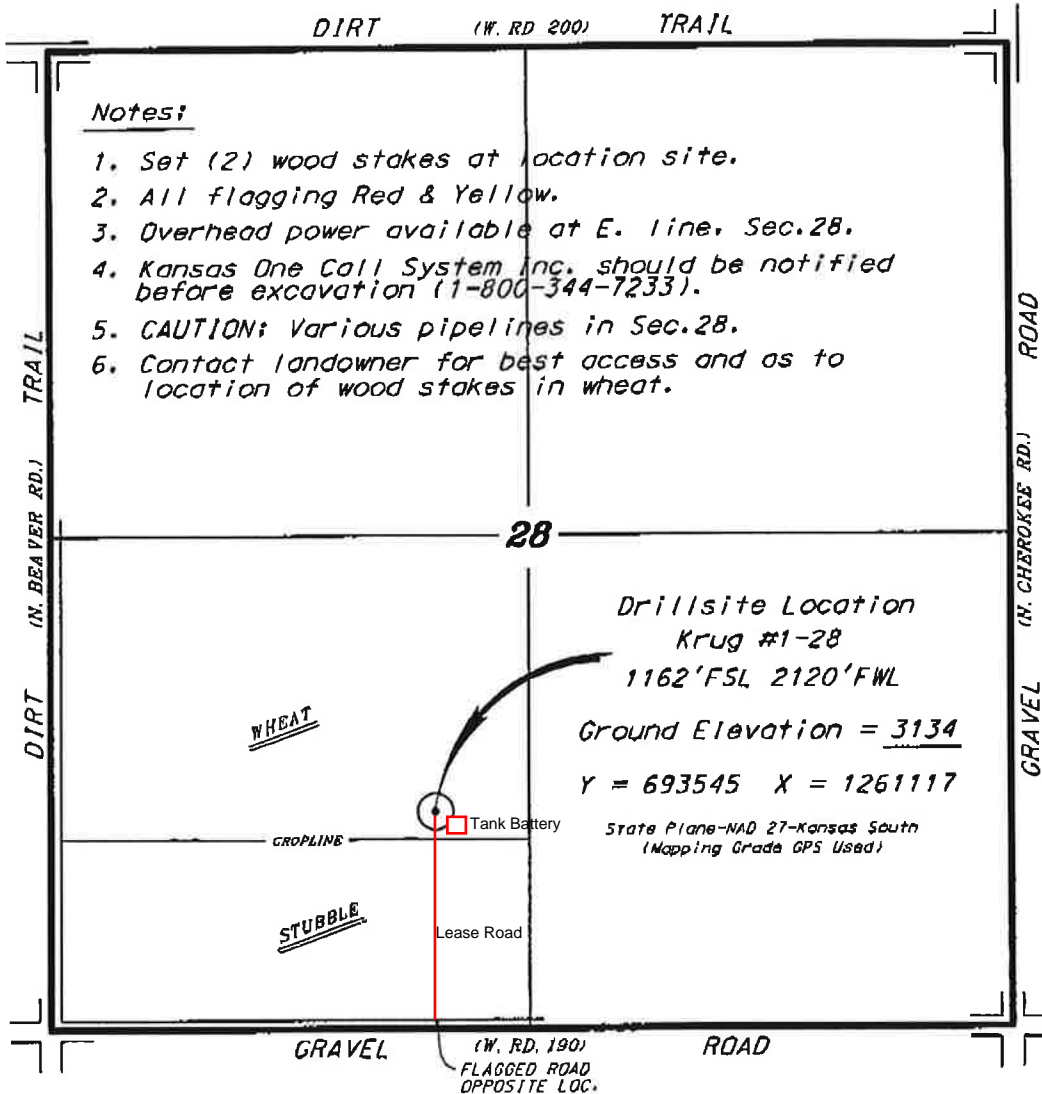 DIRT (W. RD 200) TRAIL
Notes:
1. Set (2) wood stakes at location site.
2. All flagging Red & Yellow.
3. Overhead power available at E. line, Sec.28.
4. Kansas One Call System inc. should be notified
before excavation (1-800-344-7233).
5. CAUTION: Various pipelines in Sec.28.
6. Contact landowner for best access and as to
location of wood stakes in wheat.
DIRT (N. BEAVER RD.) TRAIL
GRAVEL (N. CHEROKEE RD.) ROAD
28
Drillsite Location
Krug #1-28
1162'FSL 2120'FWL
Ground Elevation = 3134
Y = 693545 X = 1261117
State Plane-NAD 27-Kansas South
(Mapping Grade GPS Used)
WHEAT
Tank Battery
CROPLINE
STUBBLE
Lease Road
GRAVEL (W. RD. 190) ROAD
FLAGGED ROAD
OPPOSITE LOC.